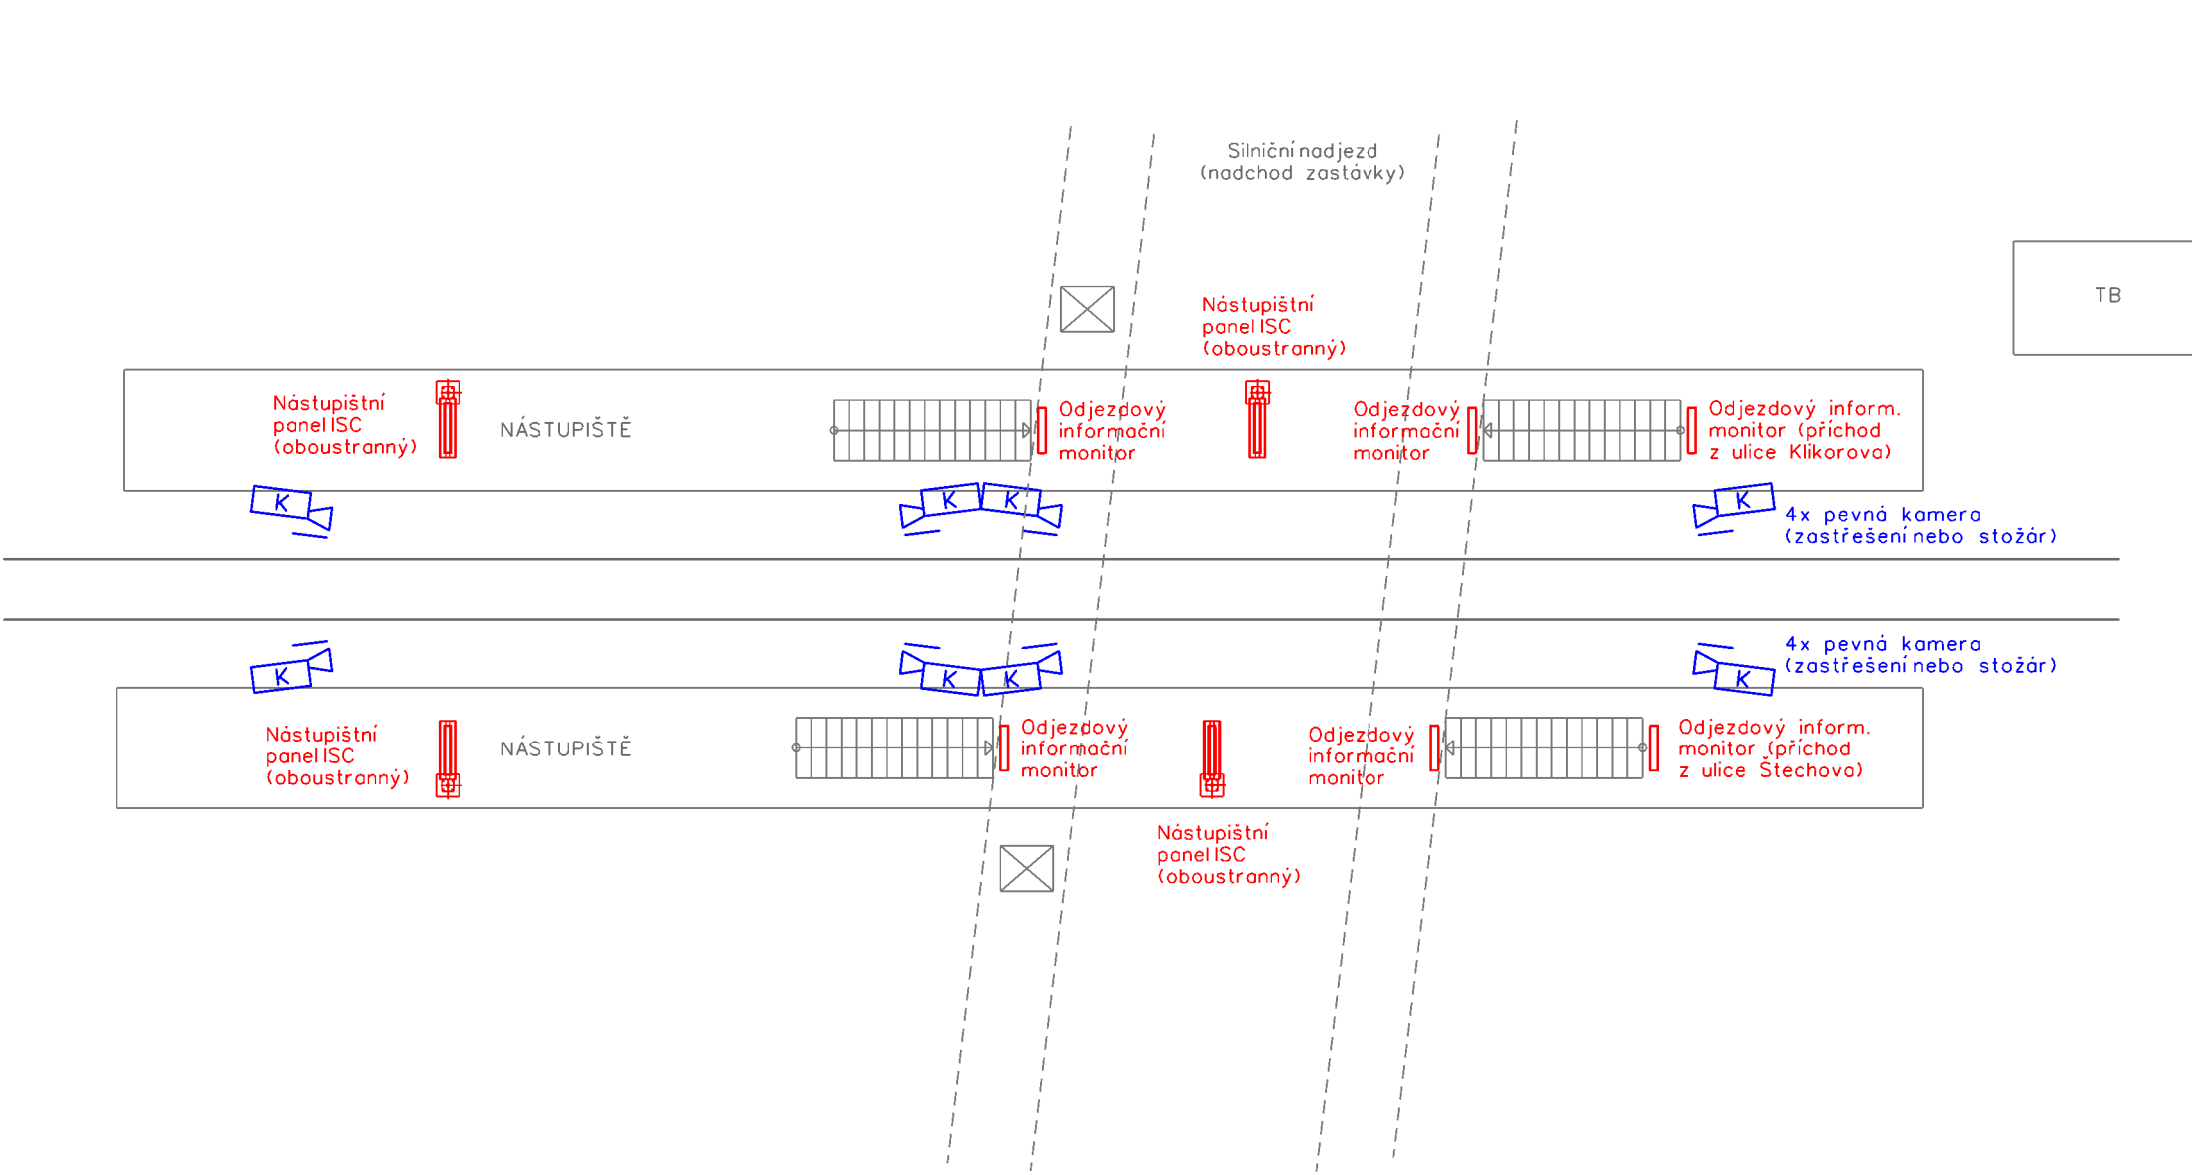 Silniční nadjezd
(nadchod zastávky)
TB
Nástupištní
panel ISC
(oboustranný)
Nástupištní
panel ISC
(oboustranný)
NÁSTUPIŠTĚ
Odjezdový
informační
monitor
Odjezdový
informační
monitor
Odjezdový inform.
monitor (příchod
z ulice Klikorova)
K
K
K
K
4x pevná kamera
(zastřešení nebo stožár)
K
K
K
K
4x pevná kamera
(zastřešení nebo stožár)
Nástupištní
panel ISC
(oboustranný)
NÁSTUPIŠTĚ
Odjezdový
informační
monitor
Odjezdový
informační
monitor
Odjezdový inform.
monitor (příchod
z ulice Štechova)
Nástupištní
panel ISC
(oboustranný)